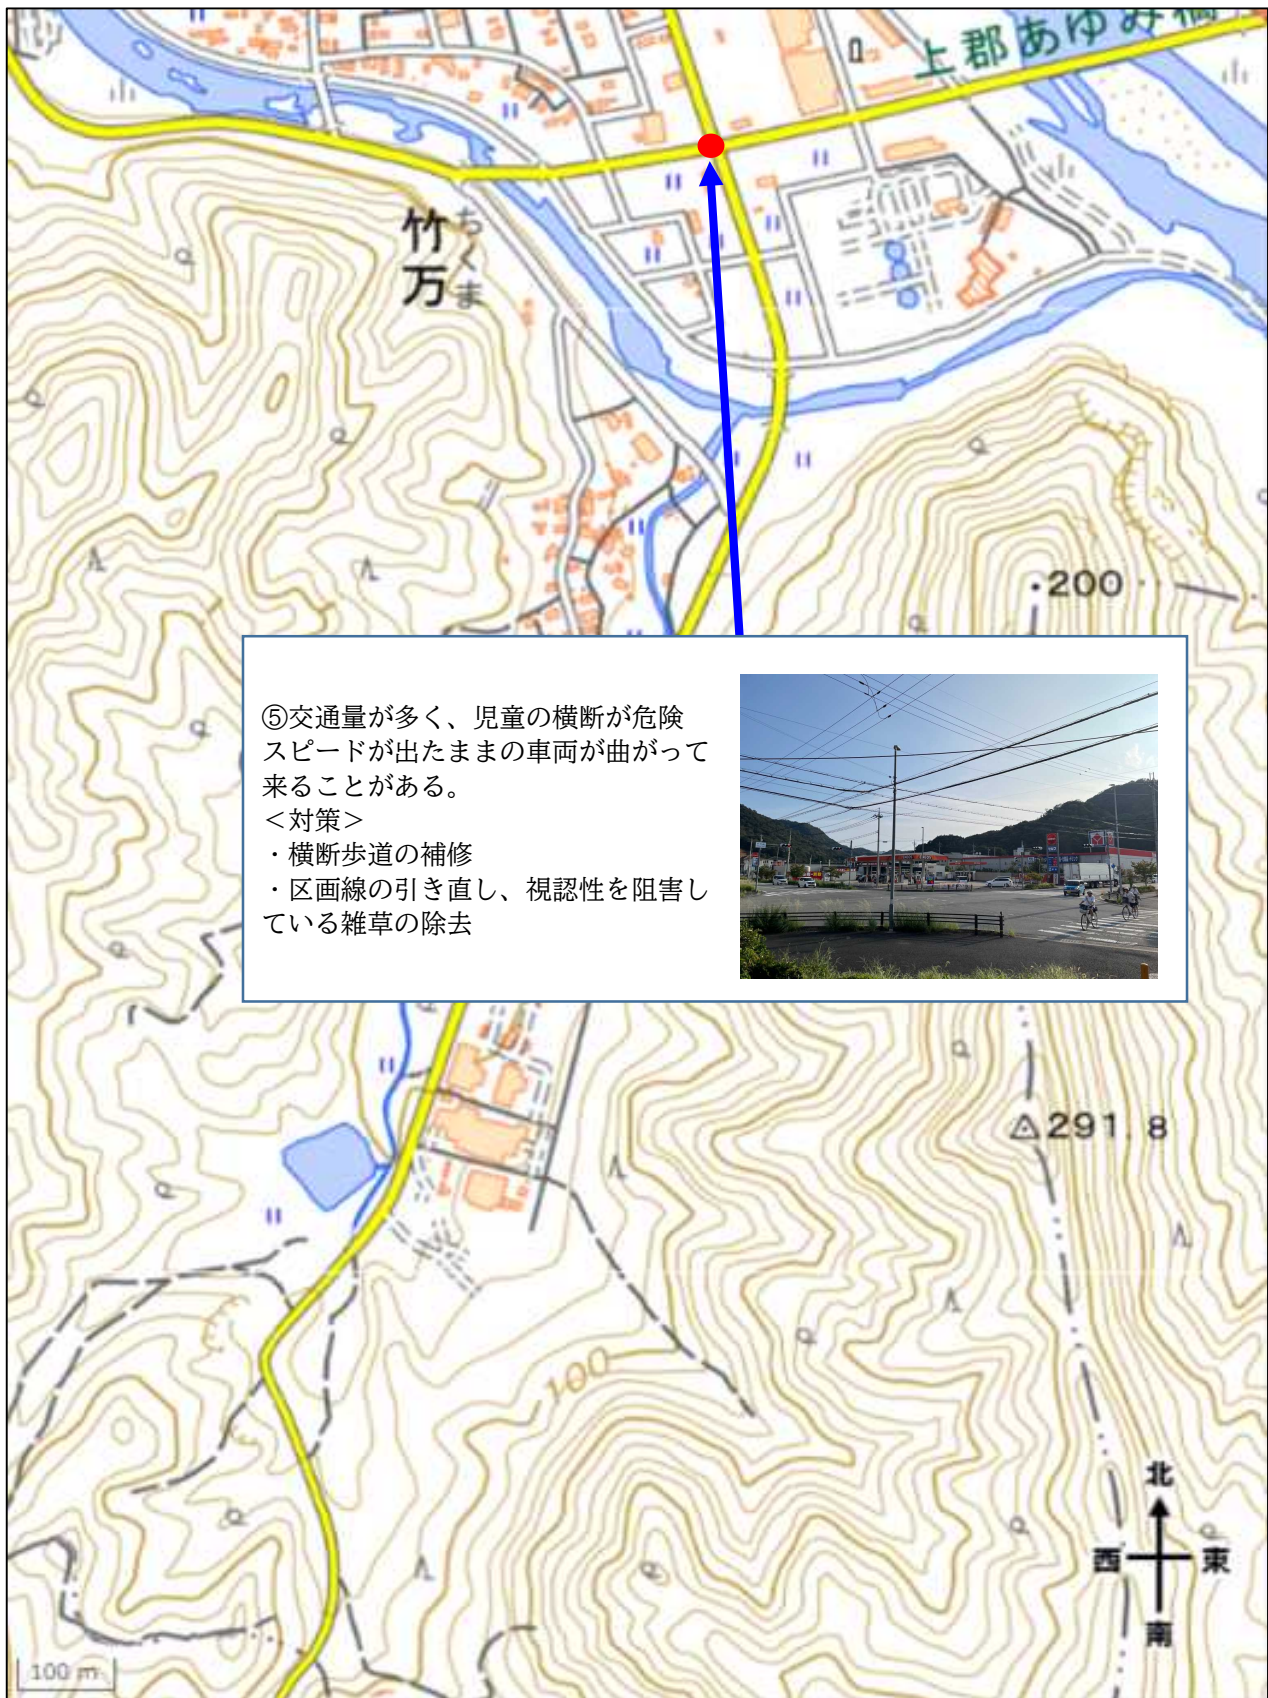 上郡あゆみ橋
竹万
ちくま
・200
⑤交通量が多く、児童の横断が危険
スピードが出たままの車両が曲がって
来ることがある。
＜対策＞
・横断歩道の補修
・区画線の引き直し、視認性を阻害し
ている雑草の除去
291.8
100
北
西 東
南
100 m